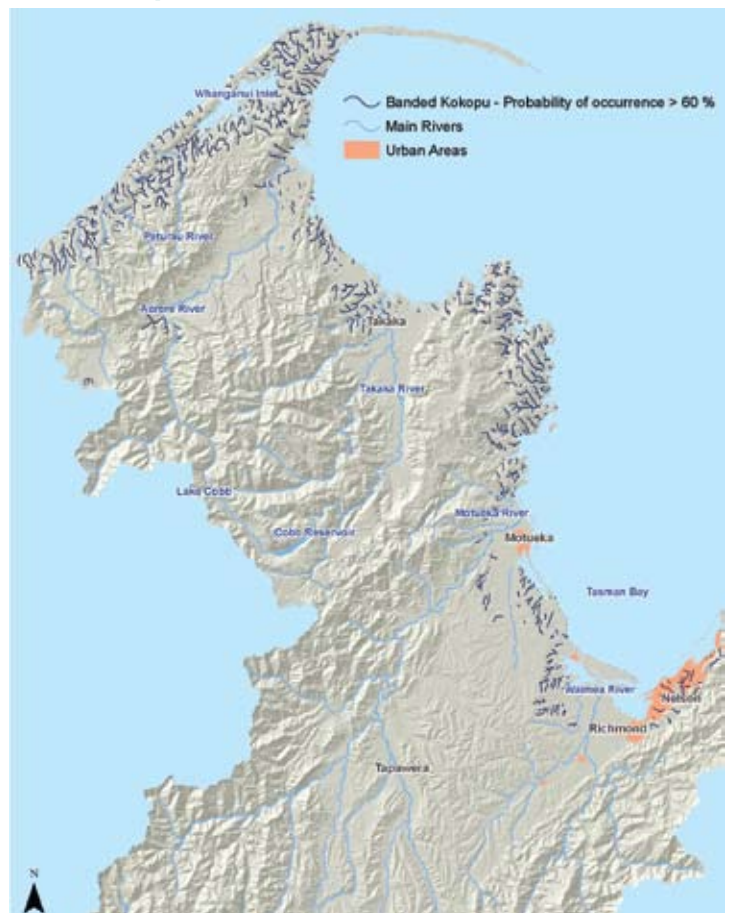 Whanganui Inlet
Banded Kokopu - Probability of occurrence > 60 %
Main Rivers
Urban Areas
Paturau River
Aorere River
Takaka
Takaka River
Lake Cobb
Motueka River
Cobb Reservoir
Motueka
Tasman Bay
Waimea River
Nelson
Richmond
Tapawera
N